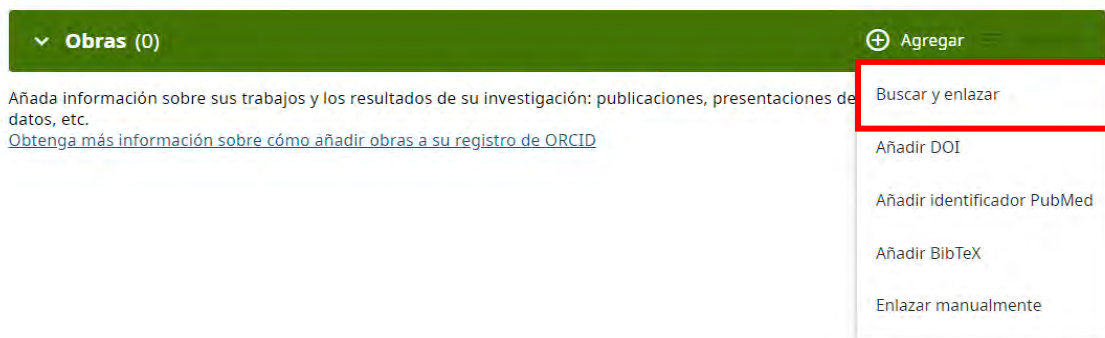 Obras (0)
Agregar
Buscar y enlazar
Añada información sobre sus trabajos y los resultados de su investigación: publicaciones, presentaciones de
datos, etc.
Obtenga más información sobre cómo añadir obras a su registro de ORCID
Añadir DOI
Añadir identificador PubMed
Añadir BibTeX
Enlazar manualmente